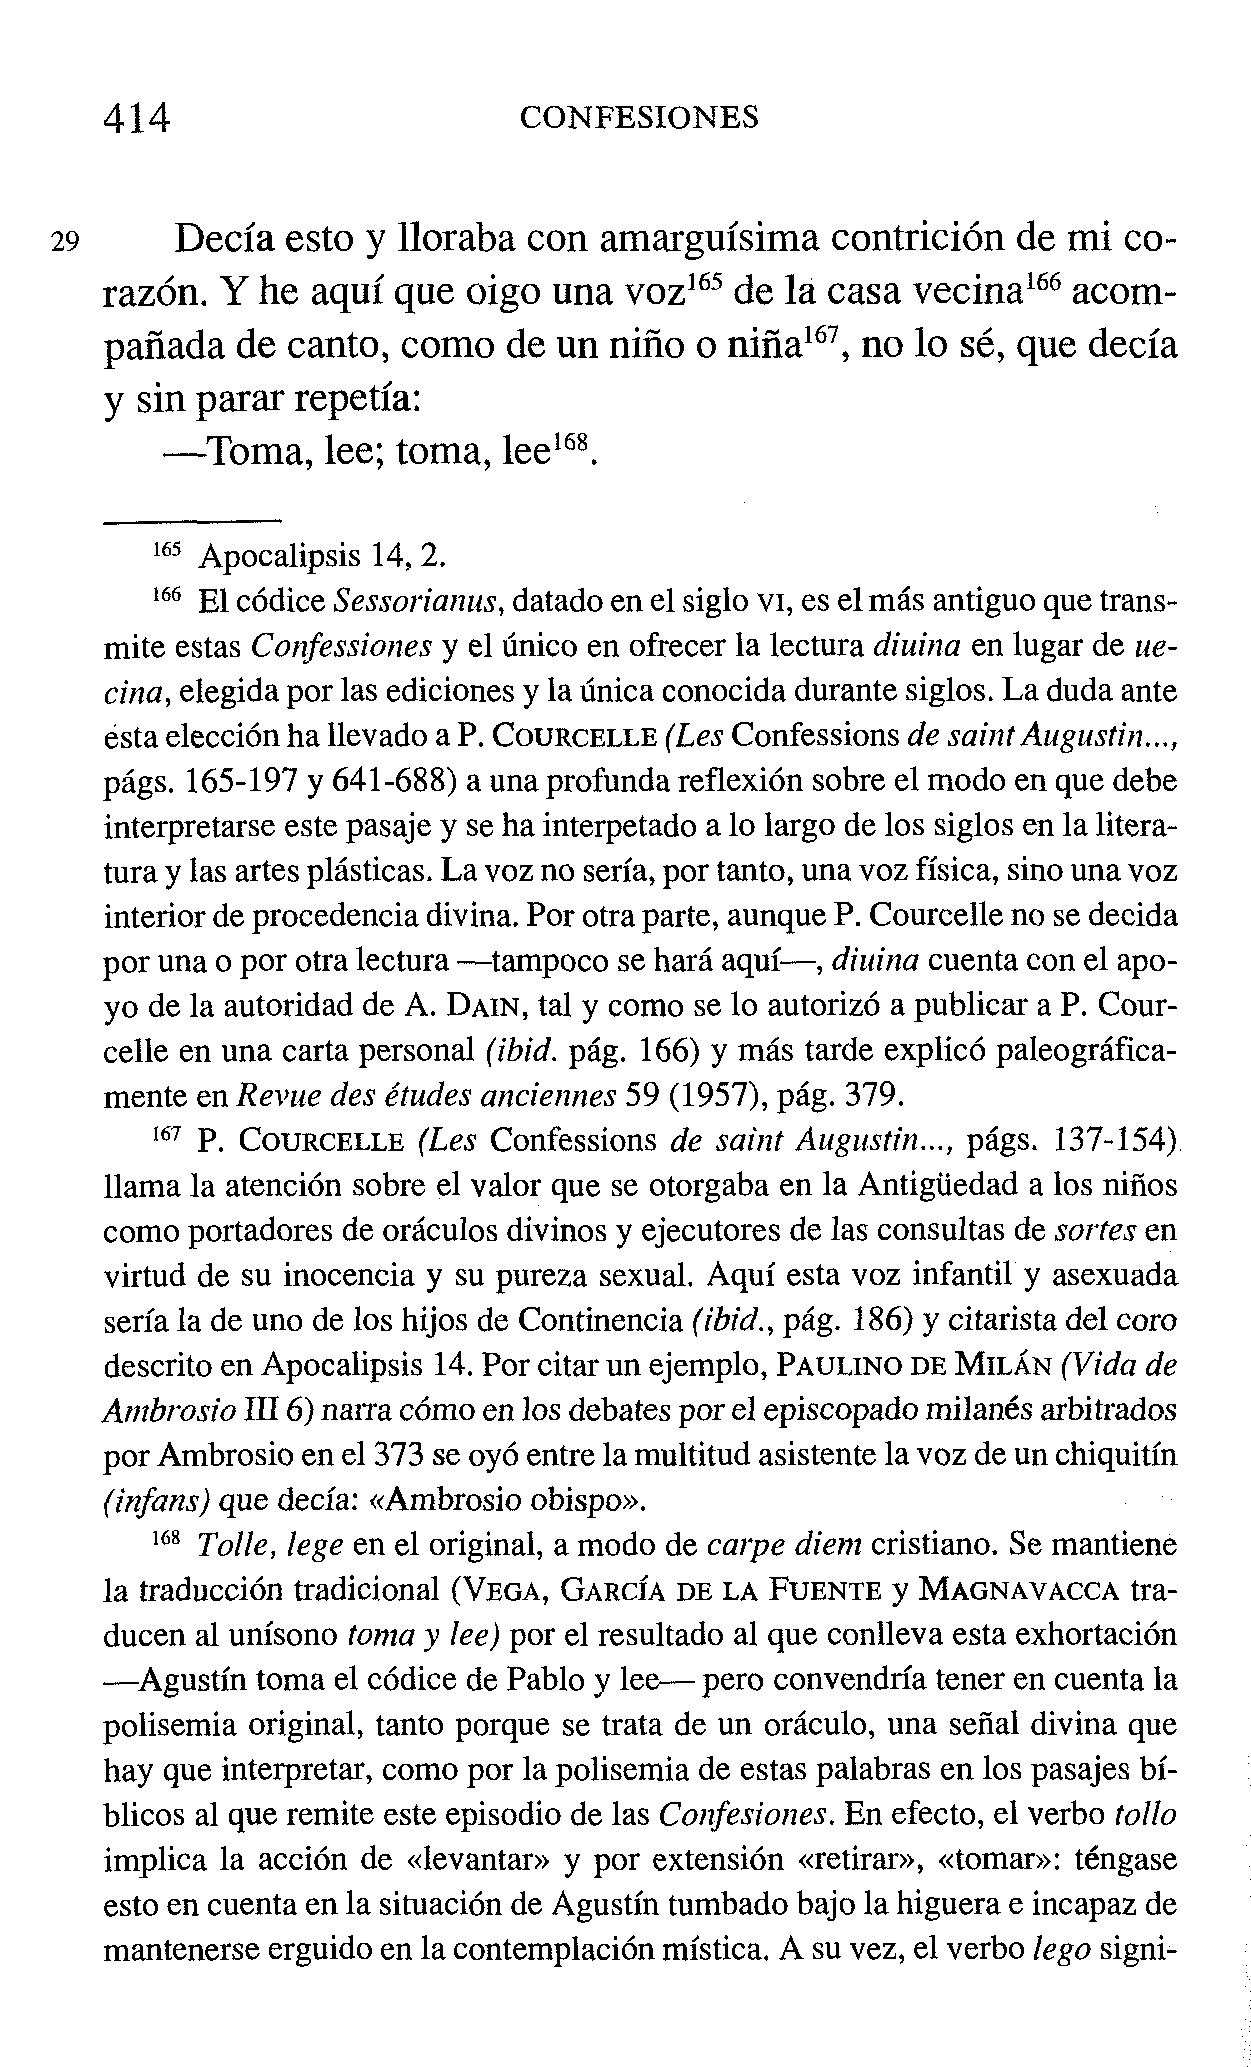 414 CONFESIONES
29 Decía esto y lloraba con amarguísima contrición de mi co-
razón. Y he aquí que oigo una voz¹⁶⁵ de la casa vecina¹⁶⁶ acom-
pañada de canto, como de un niño o niña¹⁶⁷, no lo sé, que decía
y sin parar repetía:
—Toma, lee; toma, lee¹⁶⁸.
¹⁶⁵ Apocalipsis 14, 2.
¹⁶⁶ El códice Sessorianus, datado en el siglo VI, es el más antiguo que trans-
mite estas Confessiones y el único en ofrecer la lectura diuina en lugar de ue-
cina, elegida por las ediciones y la única conocida durante siglos. La duda ante
esta elección ha llevado a P. COURCELLE (Les Confessions de saint Augustin...,
págs. 165-197 y 641-688) a una profunda reflexión sobre el modo en que debe
interpretarse este pasaje y se ha interpetado a lo largo de los siglos en la litera-
tura y las artes plásticas. La voz no sería, por tanto, una voz física, sino una voz
interior de procedencia divina. Por otra parte, aunque P. Courcelle no se decida
por una o por otra lectura —tampoco se hará aquí—, diuina cuenta con el apo-
yo de la autoridad de A. DAIN, tal y como se lo autorizó a publicar a P. Cour-
celle en una carta personal (ibid. pág. 166) y más tarde explicó paleográfica-
mente en Revue des études anciennes 59 (1957), pág. 379.
¹⁶⁷ P. COURCELLE (Les Confessions de saint Augustin..., págs. 137-154)
llama la atención sobre el valor que se otorgaba en la Antigüedad a los niños
como portadores de oráculos divinos y ejecutores de las consultas de sortes en
virtud de su inocencia y su pureza sexual. Aquí esta voz infantil y asexuada
sería la de uno de los hijos de Continencia (ibid., pág. 186) y citarista del coro
descrito en Apocalipsis 14. Por citar un ejemplo, PAULINO DE MILÁN (Vida de
Ambrosio III 6) narra cómo en los debates por el episcopado milanés arbitrados
por Ambrosio en el 373 se oyó entre la multitud asistente la voz de un chiquitín
(infans) que decía: «Ambrosio obispo».
¹⁶⁸ Tolle, lege en el original, a modo de carpe diem cristiano. Se mantiene
la traducción tradicional (VEGA, GARCÍA DE LA FUENTE y MAGNAVACCA tra-
ducen al unísono toma y lee) por el resultado al que conlleva esta exhortación
—Agustín toma el códice de Pablo y lee— pero convendría tener en cuenta la
polisemia original, tanto porque se trata de un oráculo, una señal divina que
hay que interpretar, como por la polisemia de estas palabras en los pasajes bí-
blicos al que remite este episodio de las Confesiones. En efecto, el verbo tollo
implica la acción de «levantar» y por extensión «retirar», «tomar»: téngase
esto en cuenta en la situación de Agustín tumbado bajo la higuera e incapaz de
mantenerse erguido en la contemplación mística. A su vez, el verbo lego signi-